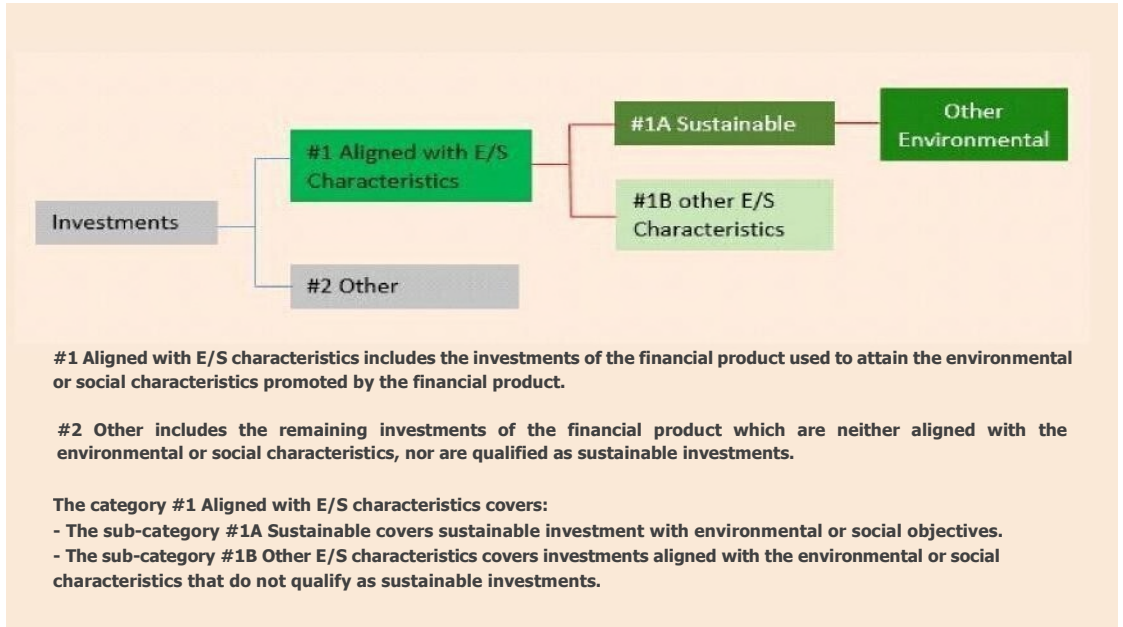 Other
Environmental
#1A Sustainable
#1 Aligned with E/S
Characteristics
#1B other E/S
Characteristics
Investments
#2 Other
#1 Aligned with E/S characteristics includes the investments of the financial product used to attain the environmental
or social characteristics promoted by the financial product.
#2 Other includes the remaining investments of the financial product which are neither aligned with the
environmental or social characteristics, nor are qualified as sustainable investments.
The category #1 Aligned with E/S characteristics covers:
- The sub-category #1A Sustainable covers sustainable investment with environmental or social objectives.
- The sub-category #1B Other E/S characteristics covers investments aligned with the environmental or social
characteristics that do not qualify as sustainable investments.